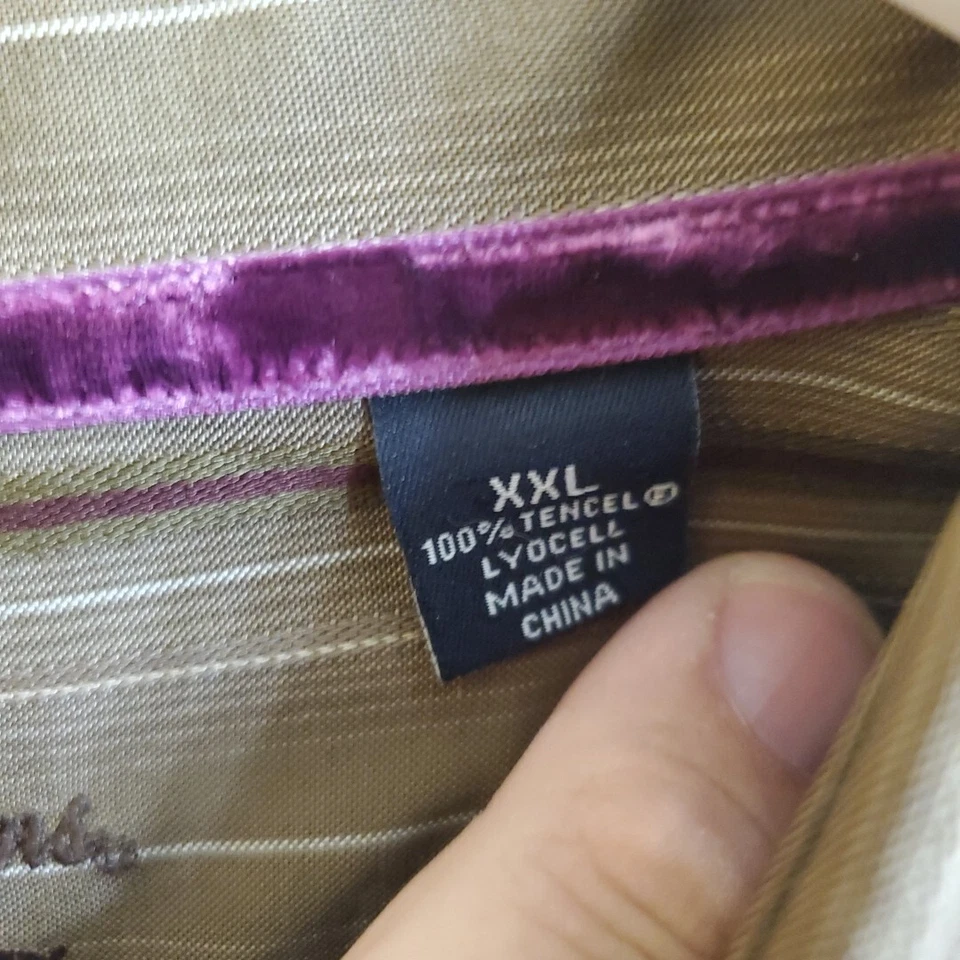 XXL
100% TENCEL ®
LYOCELL
MADE IN
CHINA